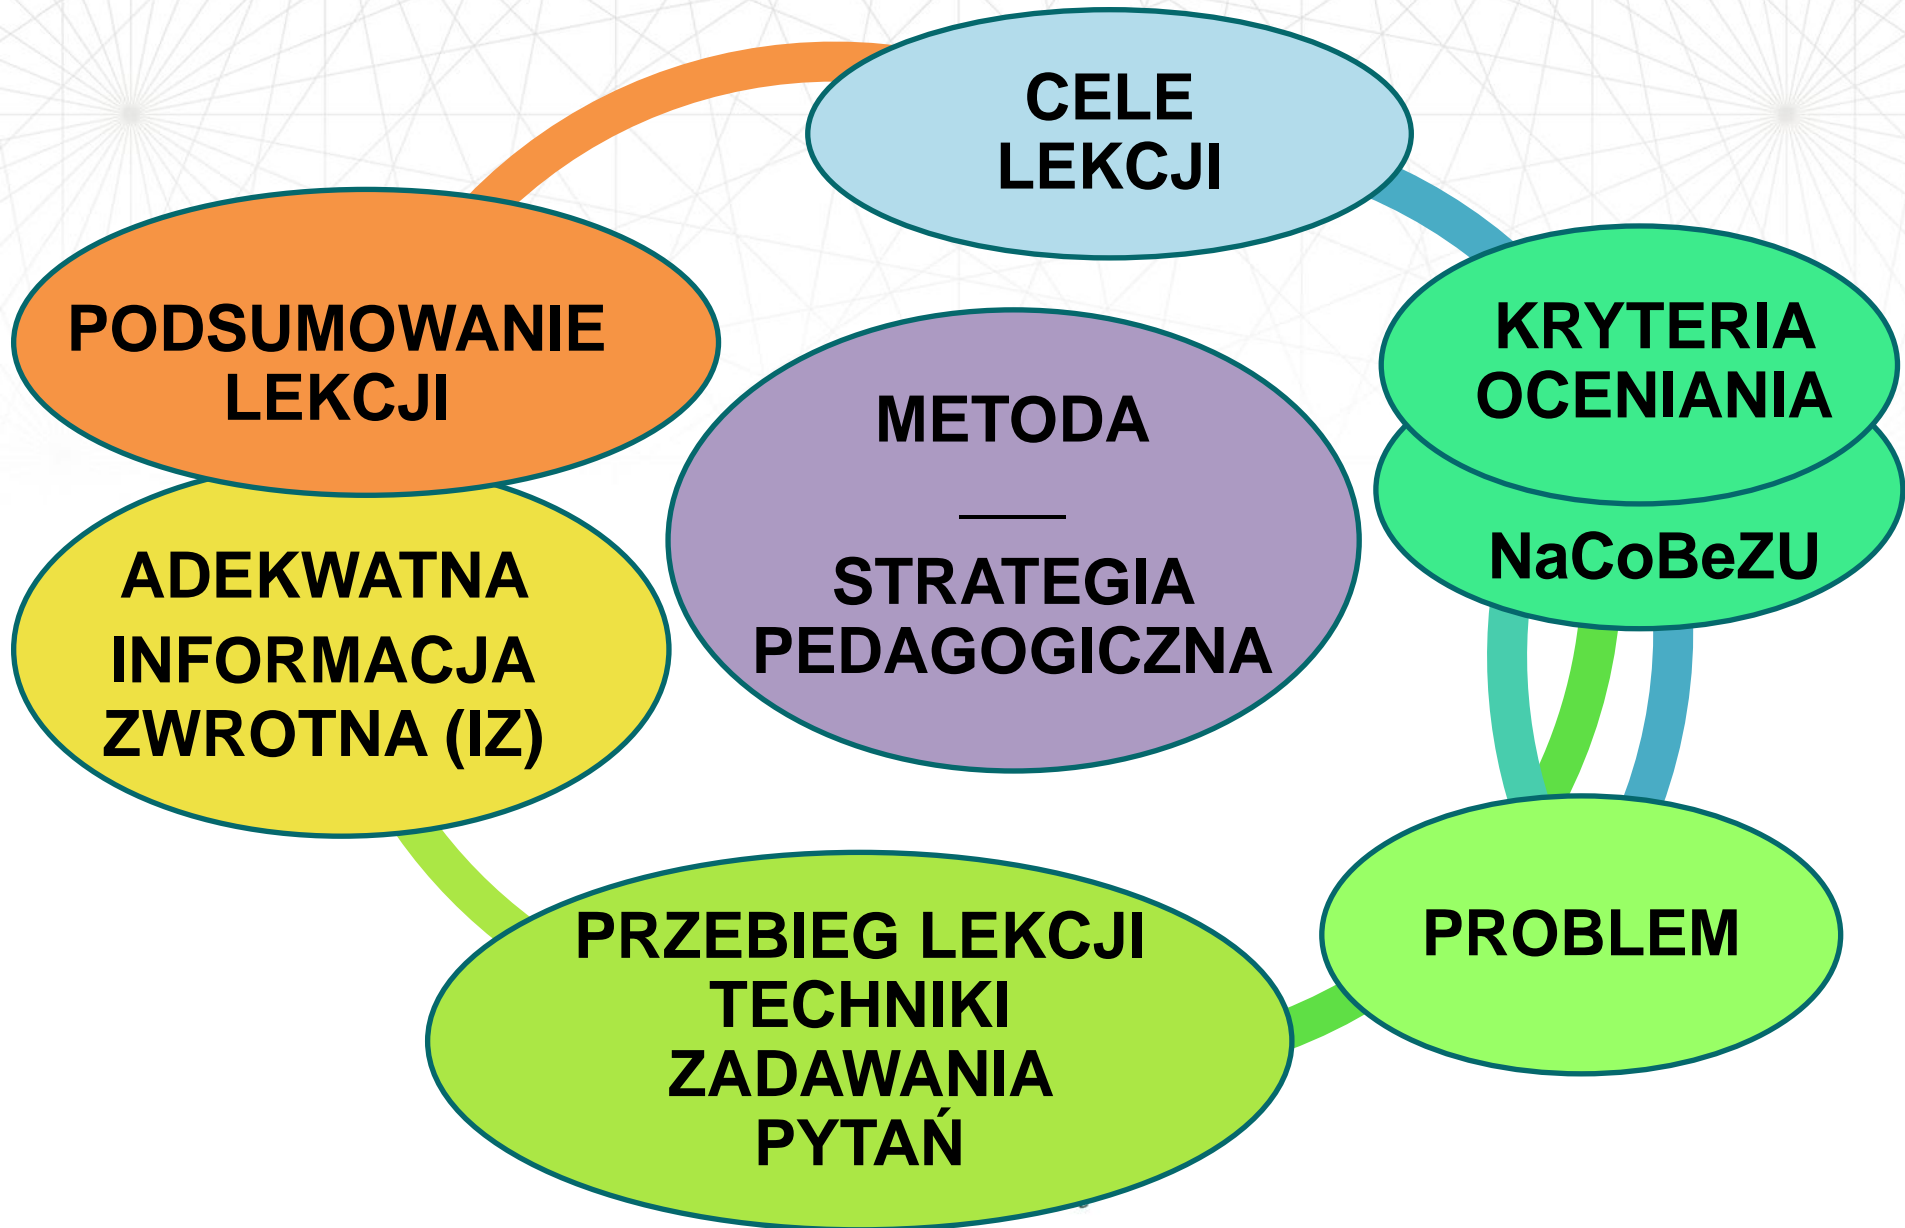 CELE
LEKCJI
KRYTERIA
OCENIANIA
NaCoBeZU
PROBLEM
PRZEBIEG LEKCJI
TECHNIKI
ZADAWANIA
PYTAŃ
ADEKWATNA
INFORMACJA
ZWROTNA (IZ)
PODSUMOWANIE
LEKCJI
METODA
STRATEGIA
PEDAGOGICZNA